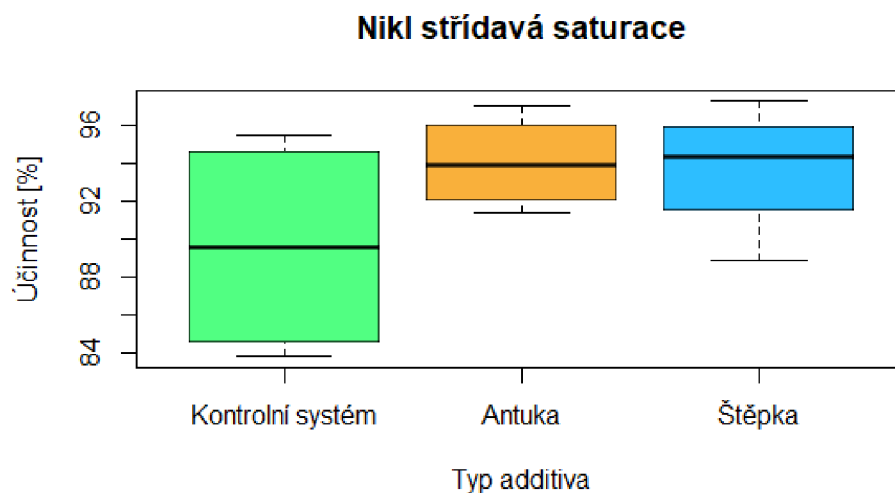 Nikl střídavá saturace
Účinnost [%]
96
92
88
84
Kontrolní systém
Antuka
Štěpka
Typ additiva